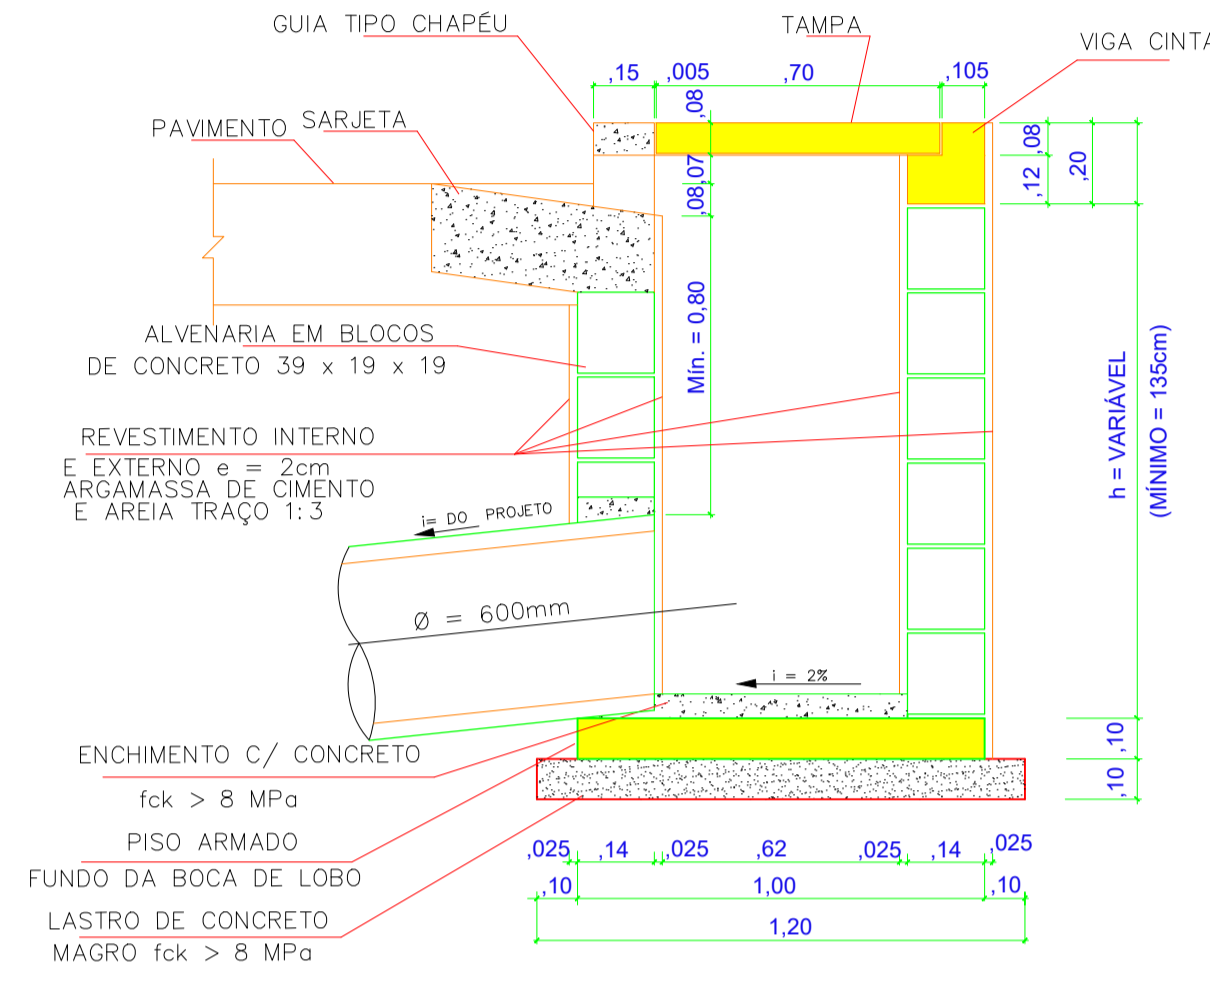 GUIA TIPO CHAPÉU
TAMPA
VIGA CINTA
,15 ,005 ,70 ,105
PAVIMENTO
SARJETA
,08
,07
,08
Mín. = 0,80
,08
,12
,20
ALVENARIA EM BLOCOS
DE CONCRETO 39 x 19 x 19
h = VARIÁVEL
(MÍNIMO = 135cm)
REVESTIMENTO INTERNO
E EXTERNO e = 2cm
ARGAMASSA DE CIMENTO
E AREIA TRAÇO 1:3
i= DO PROJETO
Ø = 600mm
i = 2%
ENCHIMENTO C/ CONCRETO
fck > 8 MPa
,10
,10
PISO ARMADO
FUNDO DA BOCA DE LOBO
LASTRO DE CONCRETO
MAGRO fck > 8 MPa
,025 ,14 ,025 ,62 ,025 ,14 ,025
,10 1,00 ,10
1,20